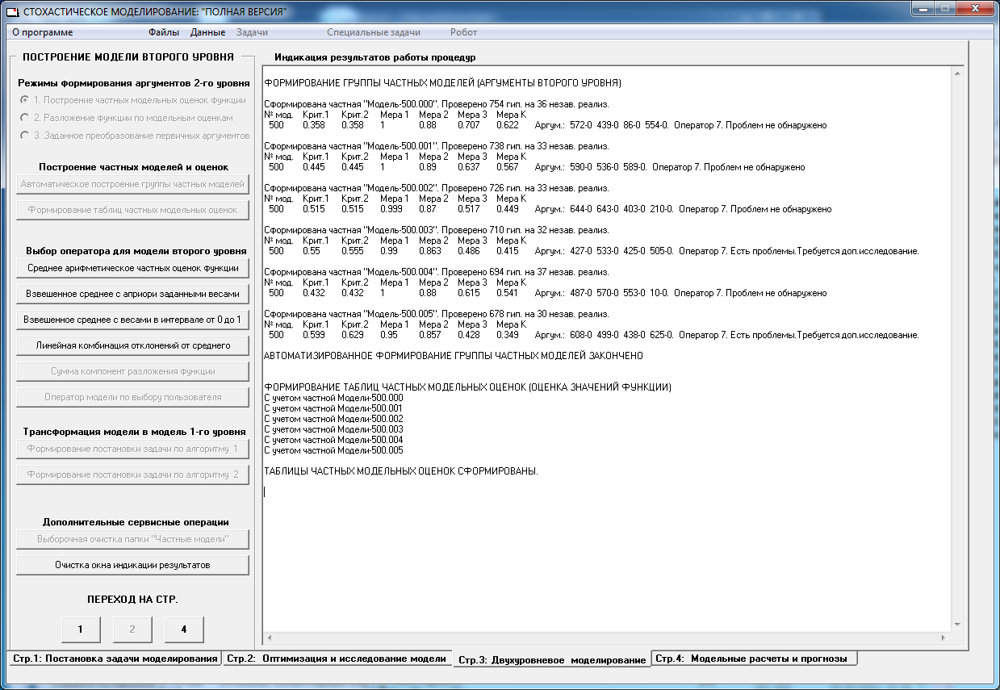 СТОХАСТИЧЕСКОЕ МОДЕЛИРОВАНИЕ: "ПОЛНАЯ ВЕРСИЯ"
О программе Файлы Данные Задачи Специальные задачи Робот
ПОСТРОЕНИЕ МОДЕЛИ ВТОРОГО УРОВНЯ
Режимы формирования аргументов 2-го уровня
1. Построение частных модельных оценок функции
2. Разложение функции по модельным оценкам
3. Заданное преобразование первичных аргументов
Построение частных моделей и оценок
Автоматическое построение группы частных моделей
Формирование таблиц частных модельных оценок
Выбор оператора для модели второго уровня
Среднее арифметическое частных оценок функции
Взвешенное среднее с априори заданными весами
Взвешенное среднее с весами в интервале от 0 до 1
Линейная комбинация отклонений от среднего
Сумма компонент разложения функции
Оператор модели по выбору пользователя
Трансформация модели в модель 1-го уровня
Формирование постановки задачи по алгоритму 1
Формирование постановки задачи по алгоритму 2
Дополнительные сервисные операции
Выборочная очистка папки "Частные модели"
Очистка окна индикации результатов
ПЕРЕХОД НА СТР.
1 2 4
Индикация результатов работы процедур
ФОРМИРОВАНИЕ ГРУППЫ ЧАСТНЫХ МОДЕЛЕЙ (АРГУМЕНТЫ ВТОРОГО УРОВНЯ)
Сформирована частная "Модель-500.000". Проверено 754 гип. на 36 незав. реализ.
№ мод. Крит.1 Крит.2 Мера 1 Мера 2 Мера 3 Мера К
500 0.358 0.358 1 0.88 0.707 0.622 Аргум.: 572-0 439-0 86-0 554-0. Оператор 7. Проблем не обнаружено
Сформирована частная "Модель-500.001". Проверено 738 гип. на 33 незав. реализ.
№ мод. Крит.1 Крит.2 Мера 1 Мера 2 Мера 3 Мера К
500 0.445 0.445 1 0.89 0.637 0.567 Аргум.: 590-0 536-0 589-0. Оператор 7. Проблем не обнаружено
Сформирована частная "Модель-500.002". Проверено 726 гип. на 33 незав. реализ.
№ мод. Крит.1 Крит.2 Мера 1 Мера 2 Мера 3 Мера К
500 0.515 0.515 0.999 0.87 0.517 0.449 Аргум.: 644-0 643-0 403-0 210-0. Оператор 7. Проблем не обнаружено
Сформирована частная "Модель-500.003". Проверено 710 гип. на 32 незав. реализ.
№ мод. Крит.1 Крит.2 Мера 1 Мера 2 Мера 3 Мера К
500 0.55 0.555 0.99 0.863 0.486 0.415 Аргум.: 427-0 533-0 425-0 505-0. Оператор 7. Есть проблемы.Требуется доп.исследование.
Сформирована частная "Модель-500.004". Проверено 694 гип. на 37 незав. реализ.
№ мод. Крит.1 Крит.2 Мера 1 Мера 2 Мера 3 Мера К
500 0.432 0.432 1 0.88 0.615 0.541 Аргум.: 487-0 570-0 553-0 10-0. Оператор 7. Проблем не обнаружено
Сформирована частная "Модель-500.005". Проверено 678 гип. на 30 незав. реализ.
№ мод. Крит.1 Крит.2 Мера 1 Мера 2 Мера 3 Мера К
500 0.599 0.629 0.95 0.857 0.428 0.349 Аргум.: 608-0 499-0 438-0 625-0. Оператор 7. Есть проблемы.Требуется доп.исследование.
АВТОМАТИЗИРОВАННОЕ ФОРМИРОВАНИЕ ГРУППЫ ЧАСТНЫХ МОДЕЛЕЙ ЗАКОНЧЕНО
ФОРМИРОВАНИЕ ТАБЛИЦ ЧАСТНЫХ МОДЕЛЬНЫХ ОЦЕНОК (ОЦЕНКА ЗНАЧЕНИЙ ФУНКЦИИ)
С учетом частной Модели-500.000
С учетом частной Модели-500.001
С учетом частной Модели-500.002
С учетом частной Модели-500.003
С учетом частной Модели-500.004
С учетом частной Модели-500.005
ТАБЛИЦЫ ЧАСТНЫХ МОДЕЛЬНЫХ ОЦЕНОК СФОРМИРОВАНЫ.
Стр.1: Постановка задачи моделирования Стр.2: Оптимизация и исследование модели Стр.3: Двухуровневое моделирование Стр.4: Модельные расчеты и прогнозы